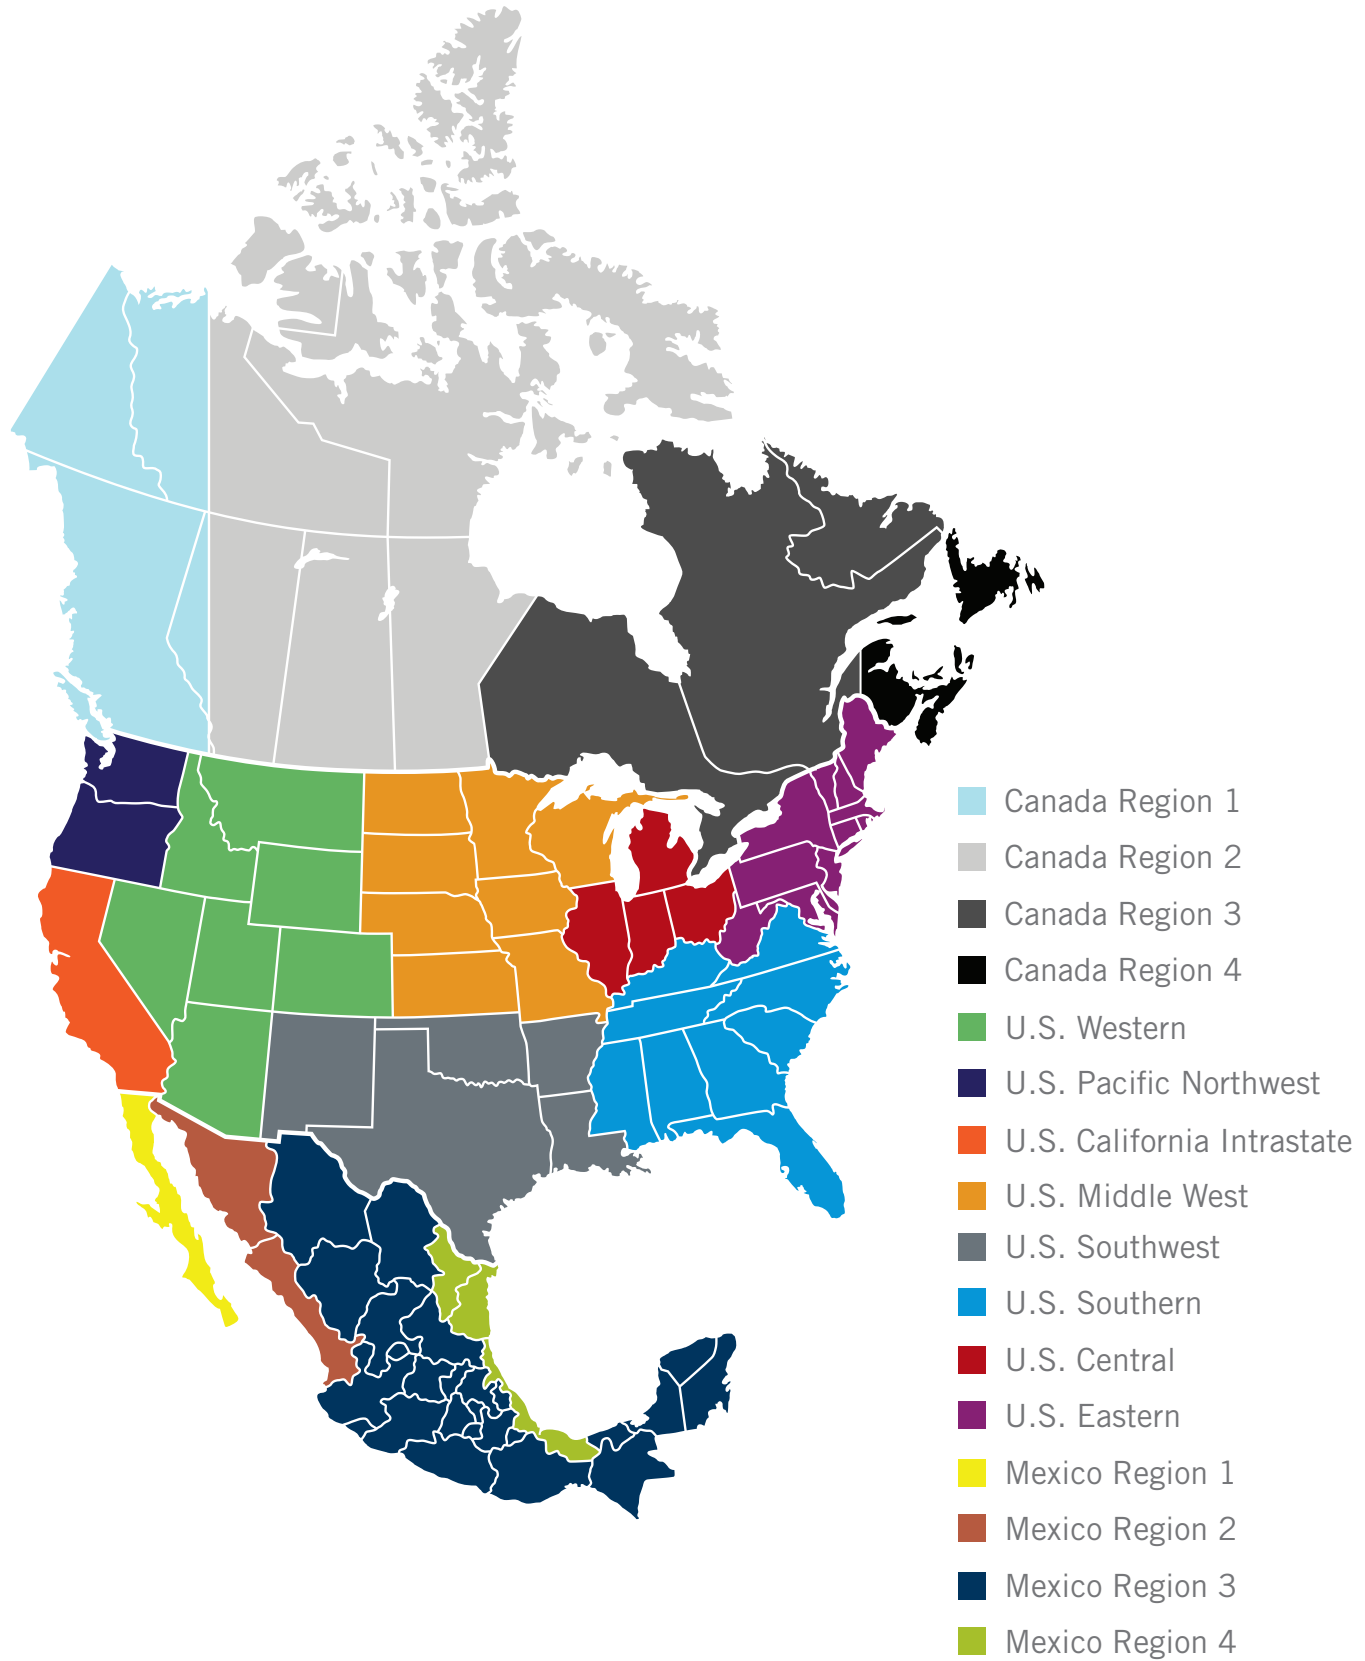 Canada Region 1
Canada Region 2
Canada Region 3
Canada Region 4
U.S. Western
U.S. Pacific Northwest
U.S. California Intrastate
U.S. Middle West
U.S. Southwest
U.S. Southern
U.S. Central
U.S. Eastern
Mexico Region 1
Mexico Region 2
Mexico Region 3
Mexico Region 4